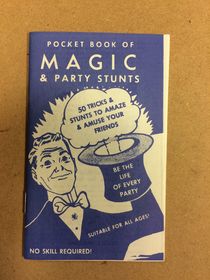 POCKET BOOK OF
MAGIC
& PARTY STUNTS
50 TRICKS &
STUNTS TO AMAZE
& AMUSE YOUR
FRIENDS
BE THE
LIFE
OF EVERY
PARTY
SUITABLE FOR ALL AGES!
NO SKILL REQUIRED!